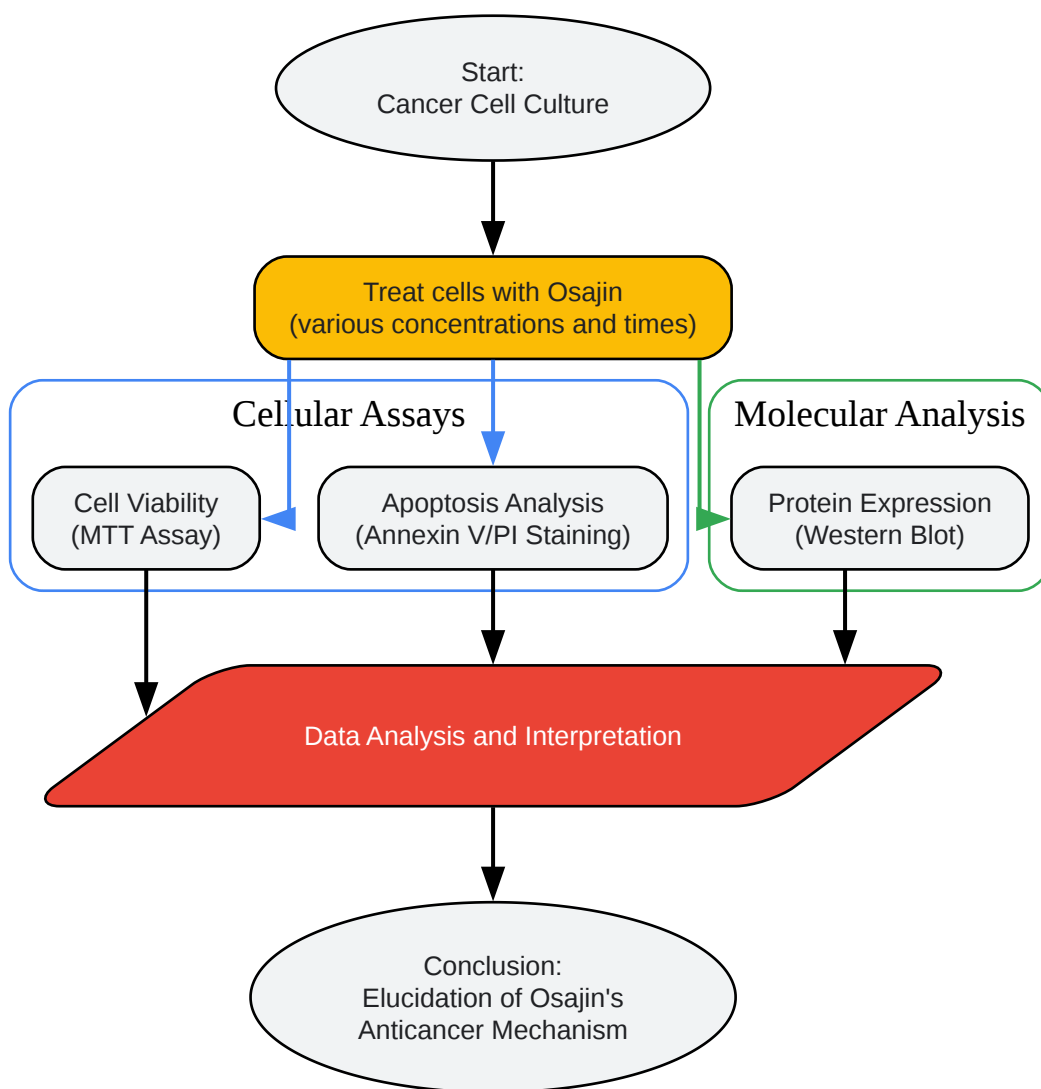 Start:
Cancer Cell Culture
Treat cells with Osajin
(various concentrations and times)
Cellular Assays
Molecular Analysis
Cell Viability
(MTT Assay)
Apoptosis Analysis
(Annexin V/PI Staining)
Protein Expression
(Western Blot)
Data Analysis and Interpretation
Conclusion:
Elucidation of Osajin's
Anticancer Mechanism